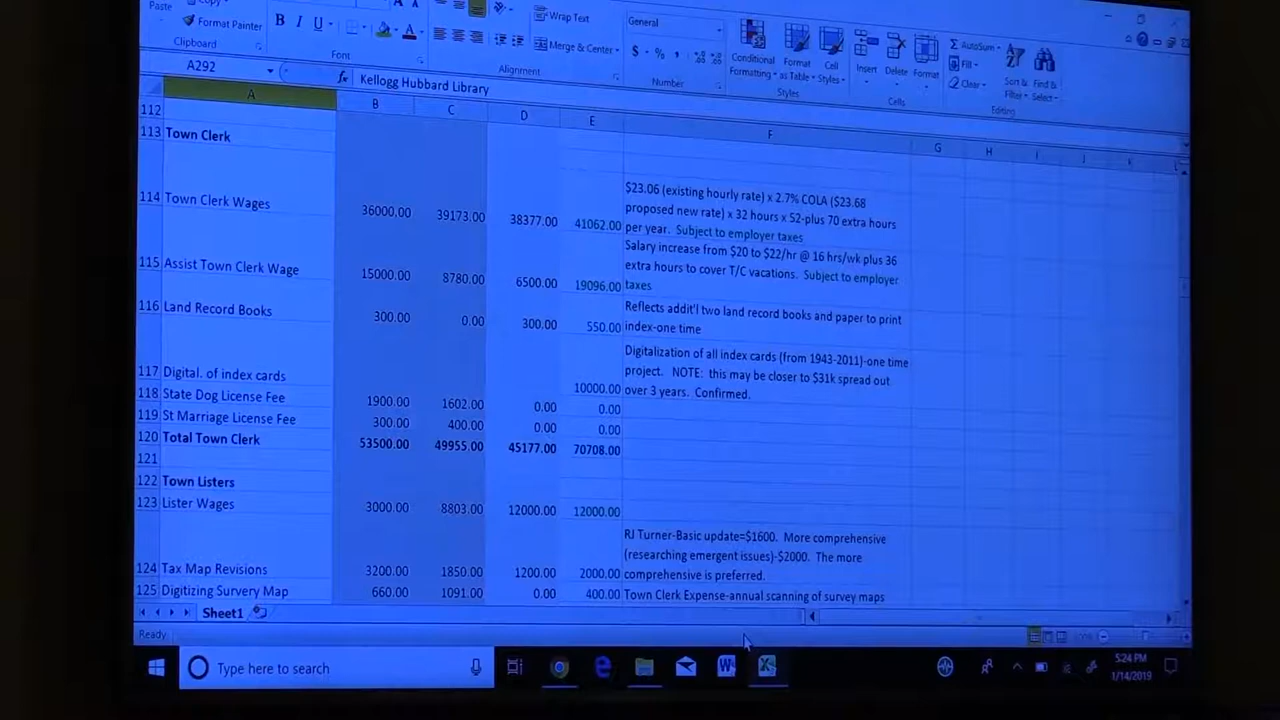 Paste
Format Painter
Clipboard
B I U
Font
Wrap Text
Merge & Center
Alignment
General
$ % ,
Number
Conditional Formatting
Format as Table
Cell Styles
Styles
Insert
Delete
Format
Cells
AutoSum
Fill
Clear
Sort & Filter
Find & Select
Editing
A292
fx Kellogg Hubbard Library
A B C D E F G H I J K
112
113 Town Clerk
114 Town Clerk Wages 36000.00 39173.00 38377.00 41062.00
$23.06 (existing hourly rate) x 2.7% COLA ($23.68
proposed new rate) x 32 hours x 52-plus 70 extra hours
per year. Subject to employer taxes
115 Assist Town Clerk Wage 15000.00 8780.00 6500.00 19096.00
Salary increase from $20 to $22/hr @ 16 hrs/wk plus 36
extra hours to cover T/C vacations. Subject to employer
taxes
116 Land Record Books 300.00 0.00 300.00 550.00
Reflects addit'l two land record books and paper to print
index-one time
117 Digital. of index cards 10000.00
Digitalization of all index cards (from 1943-2011)-one time
project. NOTE: this may be closer to $31k spread out
over 3 years. Confirmed.
118 State Dog License Fee 1900.00 1602.00 0.00 0.00
119 St Marriage License Fee 300.00 400.00 0.00 0.00
120 Total Town Clerk 53500.00 49955.00 45177.00 70708.00
121
122 Town Listers
123 Lister Wages 3000.00 8803.00 12000.00 12000.00
124 Tax Map Revisions 3200.00 1850.00 1200.00 2000.00
RJ Turner-Basic update=$1600. More comprehensive
(researching emergent issues)-$2000. The more
comprehensive is preferred.
125 Digitizing Survery Map 660.00 1091.00 0.00 400.00 Town Clerk Expense-annual scanning of survey maps
Sheet1
Ready
Type here to search
5:24 PM
1/14/2019